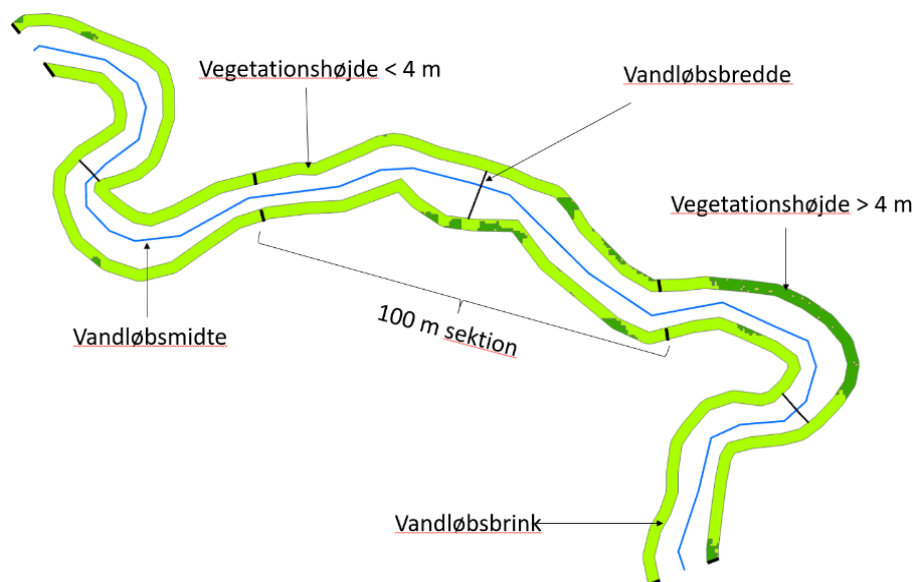 Vegetationshøjde < 4 m
Vandløbsbredde
Vegetationshøjde > 4 m
100 m sektion
Vandløbsmidte
Vandløbsbrink